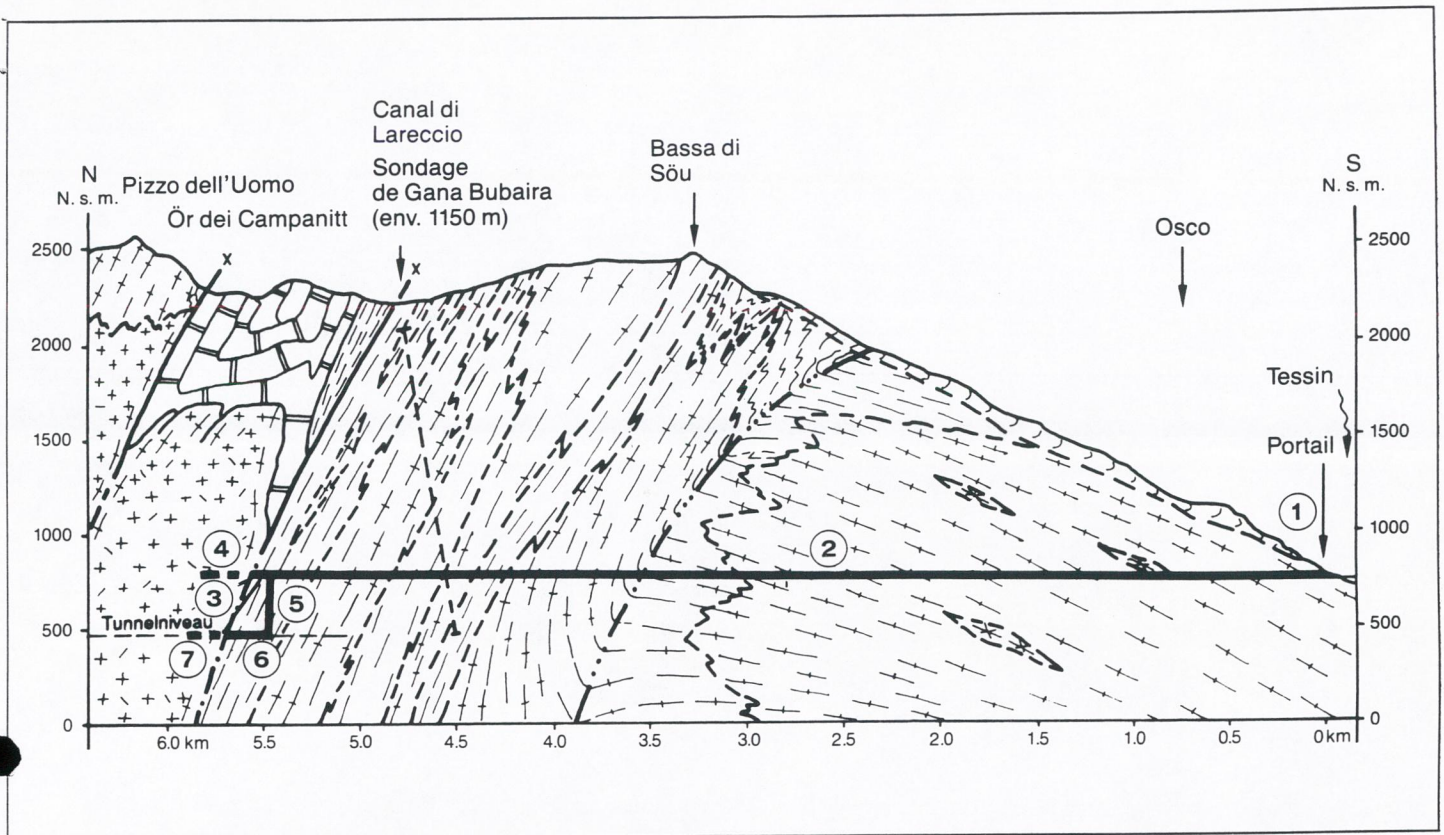 Canal di
Lareccio
Sondage
de Gana Bubaira
(env. 1150 m)
Bassa di
Söu
N
N. s. m.
Pizzo dell'Uomo
Ör dei Campanitt
S
N. s. m.
Osco
x
x
2500
2500
2000
2000
Tessin
1500
1500
Portail
1
1000
1000
4
2
3
5
Tunnelniveau
500
500
7
6
0
0
6.0 km
5.5
5.0
4.5
4.0
3.5
3.0
2.5
2.0
1.5
1.0
0.5
0km